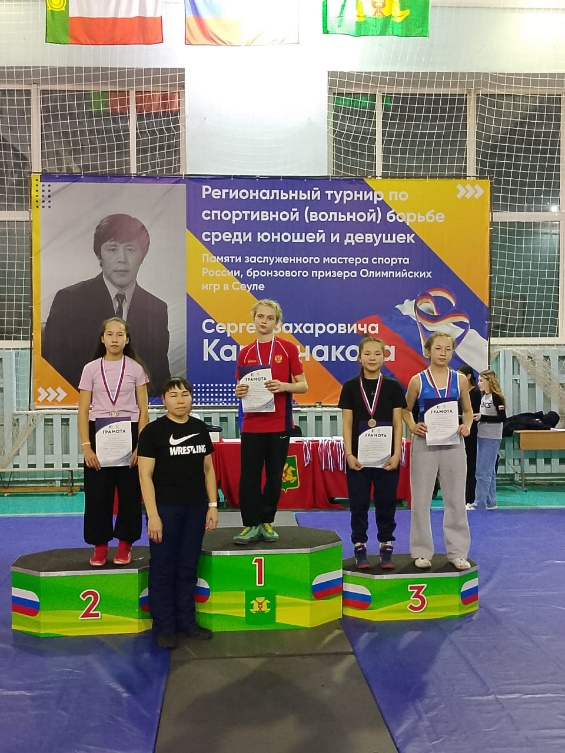 Региональный турнир по
спортивной (вольной) борьбе
среди юношей и девушек
Памяти заслуженного мастера спорта
России, бронзового призера Олимпийских
игр в Сеуле
Захаровича
ГРАМОТА
WRESTLING
ГРАМОТА
ГРАМОТА
ГРАМОТА
1
2
3